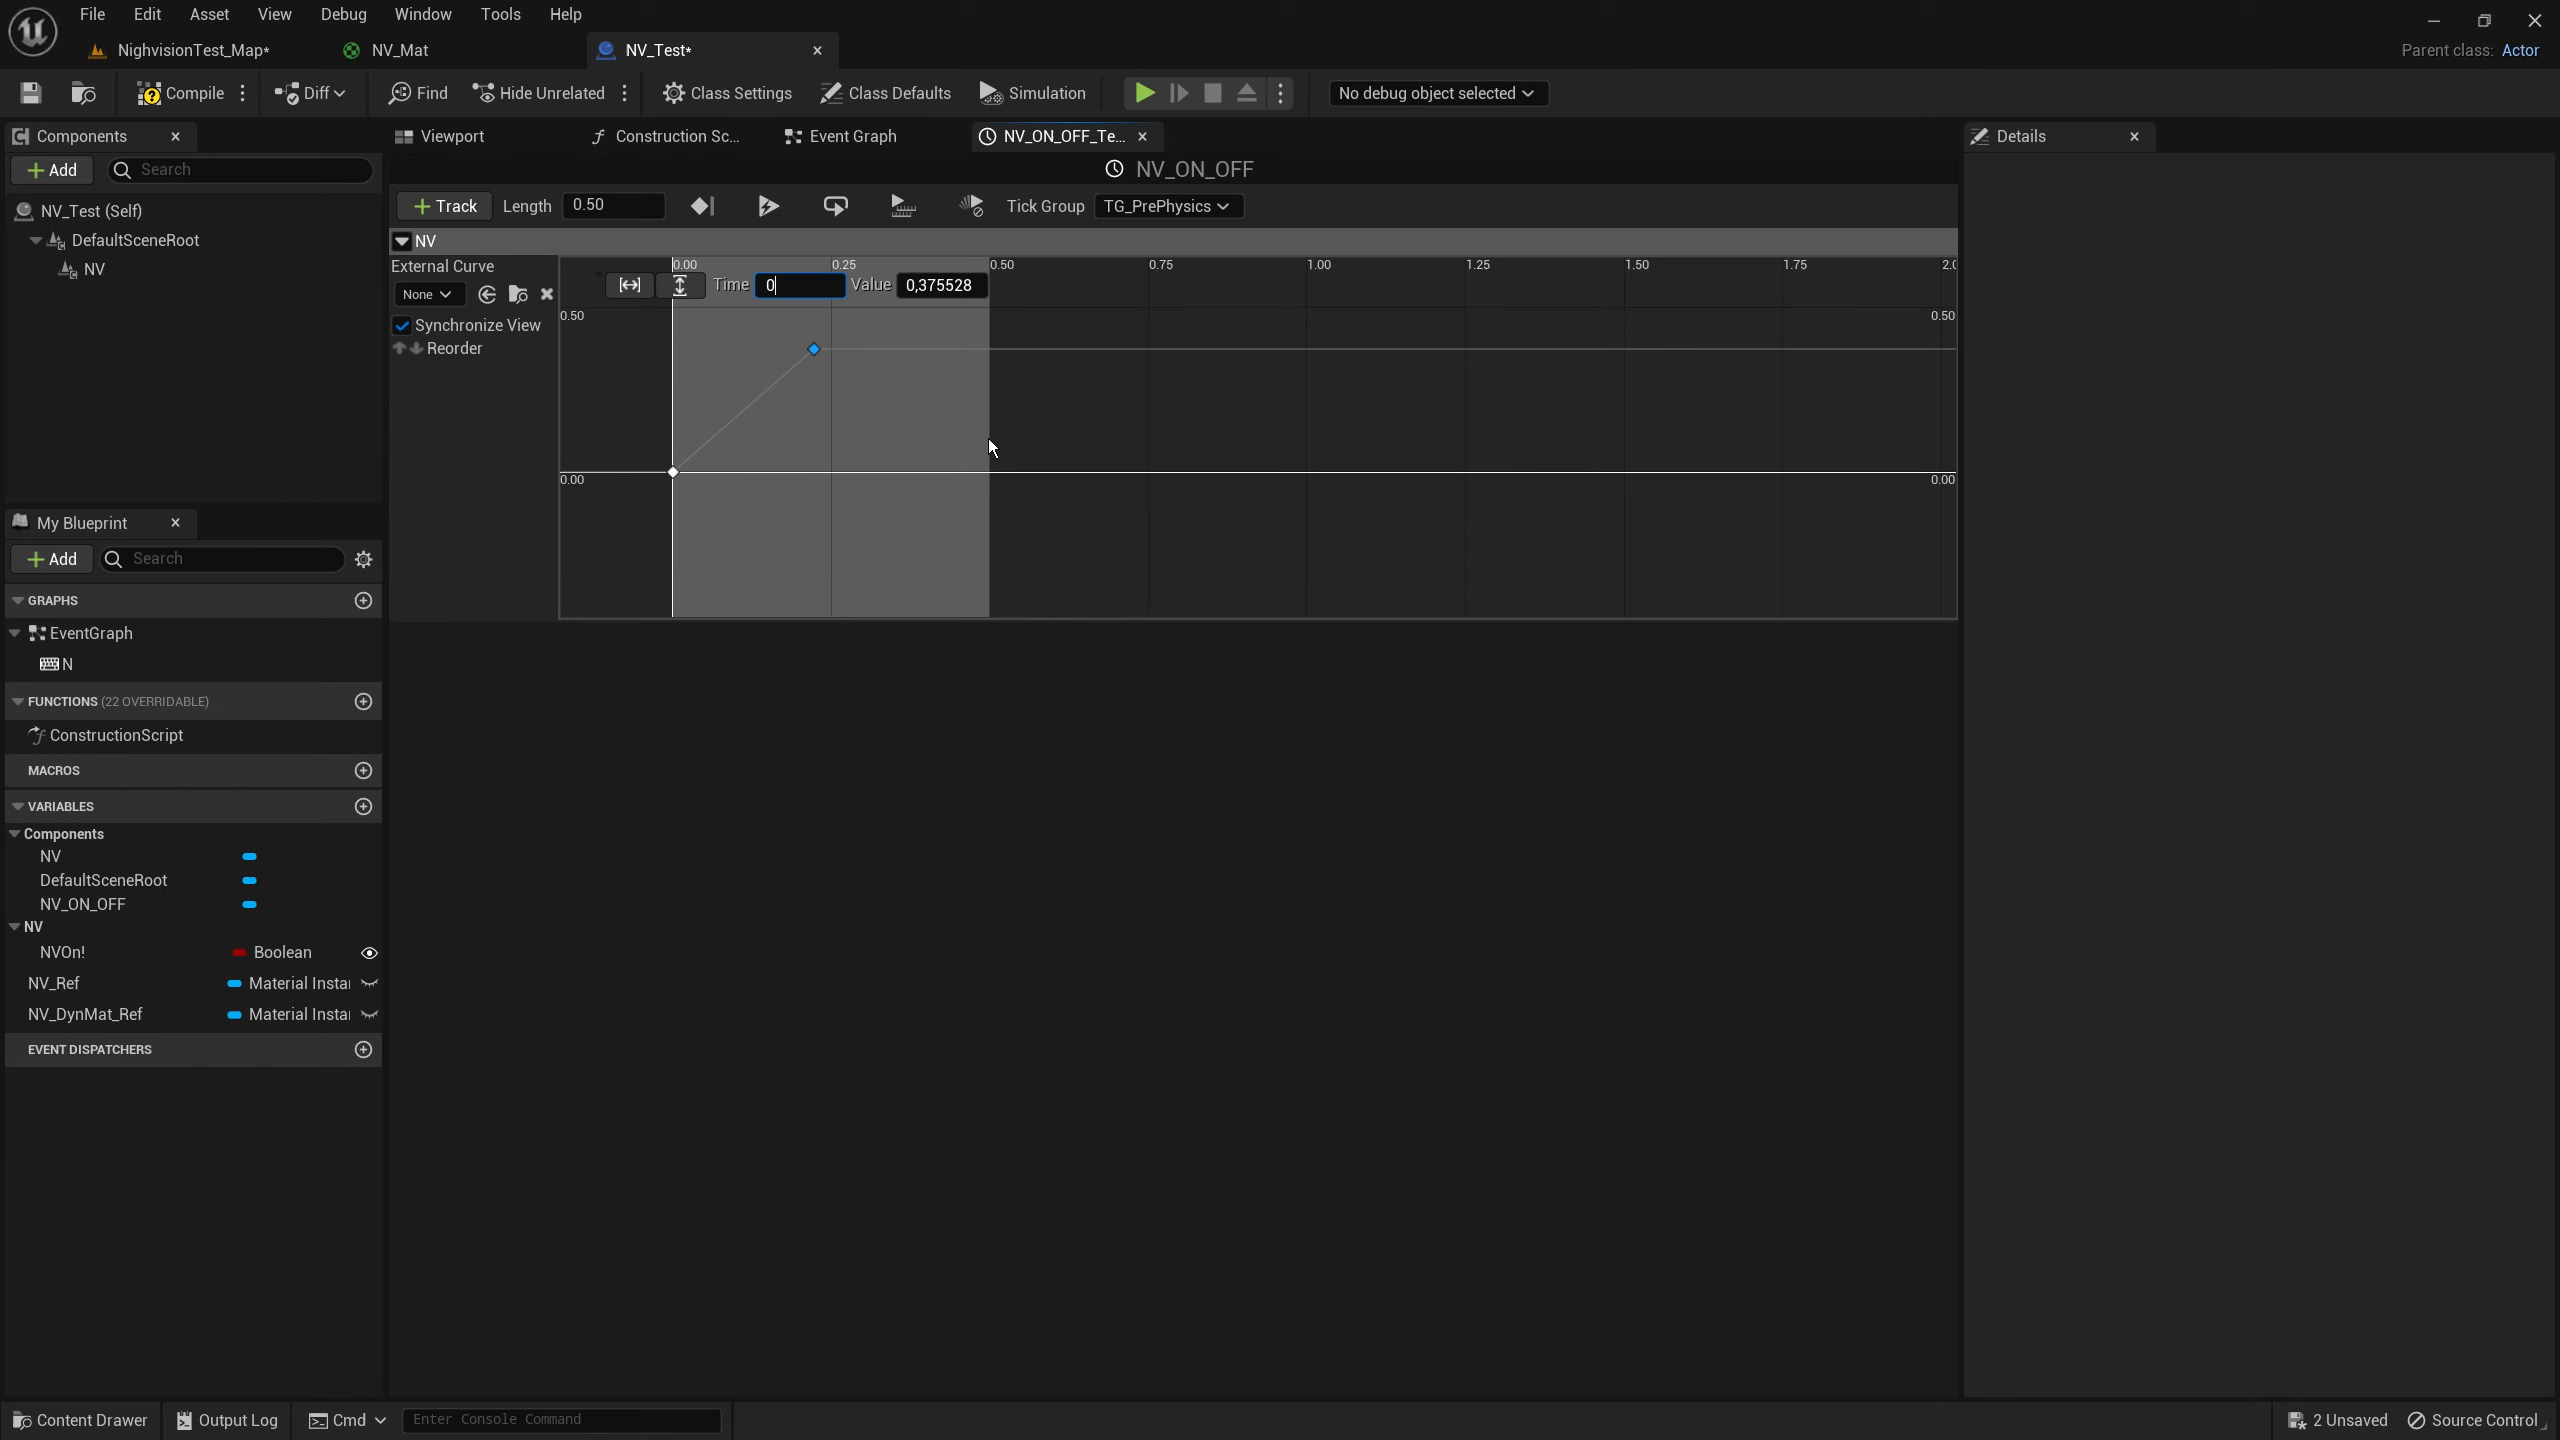 File Edit Asset View Debug Window Tools Help
NighvisionTest_Map* NV_Mat NV_Test* Parent class: Actor
Compile Diff Find Hide Unrelated Class Settings Class Defaults Simulation No debug object selected
Components Viewport Construction Sc... Event Graph NV_ON_OFF_Te... Details
Add Search NV_ON_OFF
NV_Test (Self) Track Length 0.50 Tick Group TG_PrePhysics
DefaultSceneRoot NV
NV External Curve 0.00 0.25 0.50 0.75 1.00 1.25 1.50 1.75 2.0
None Time 0 Value 0,375528
0.50 0.50
Synchronize View
Reorder
0.00 0.00
My Blueprint
Add Search
GRAPHS
EventGraph
N
FUNCTIONS (22 OVERRIDABLE)
ConstructionScript
MACROS
VARIABLES
Components
NV
DefaultSceneRoot
NV_ON_OFF
NV
NVOn! Boolean
NV_Ref Material Insta
NV_DynMat_Ref Material Insta
EVENT DISPATCHERS
Content Drawer Output Log Cmd Enter Console Command 2 Unsaved Source Control